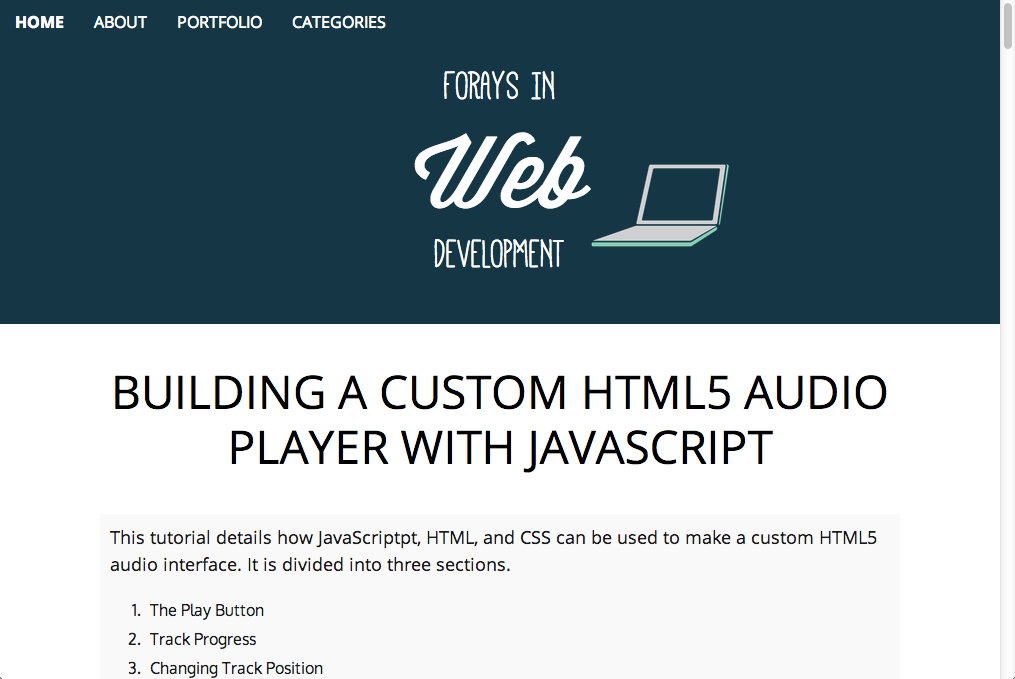 HOME ABOUT PORTFOLIO CATEGORIES
FORAYS IN
Web
DEVELOPMENT
BUILDING A CUSTOM HTML5 AUDIO
PLAYER WITH JAVASCRIPT
This tutorial details how JavaScriptpt, HTML, and CSS can be used to make a custom HTML5
audio interface. It is divided into three sections.
1. The Play Button
2. Track Progress
3. Changing Track Position